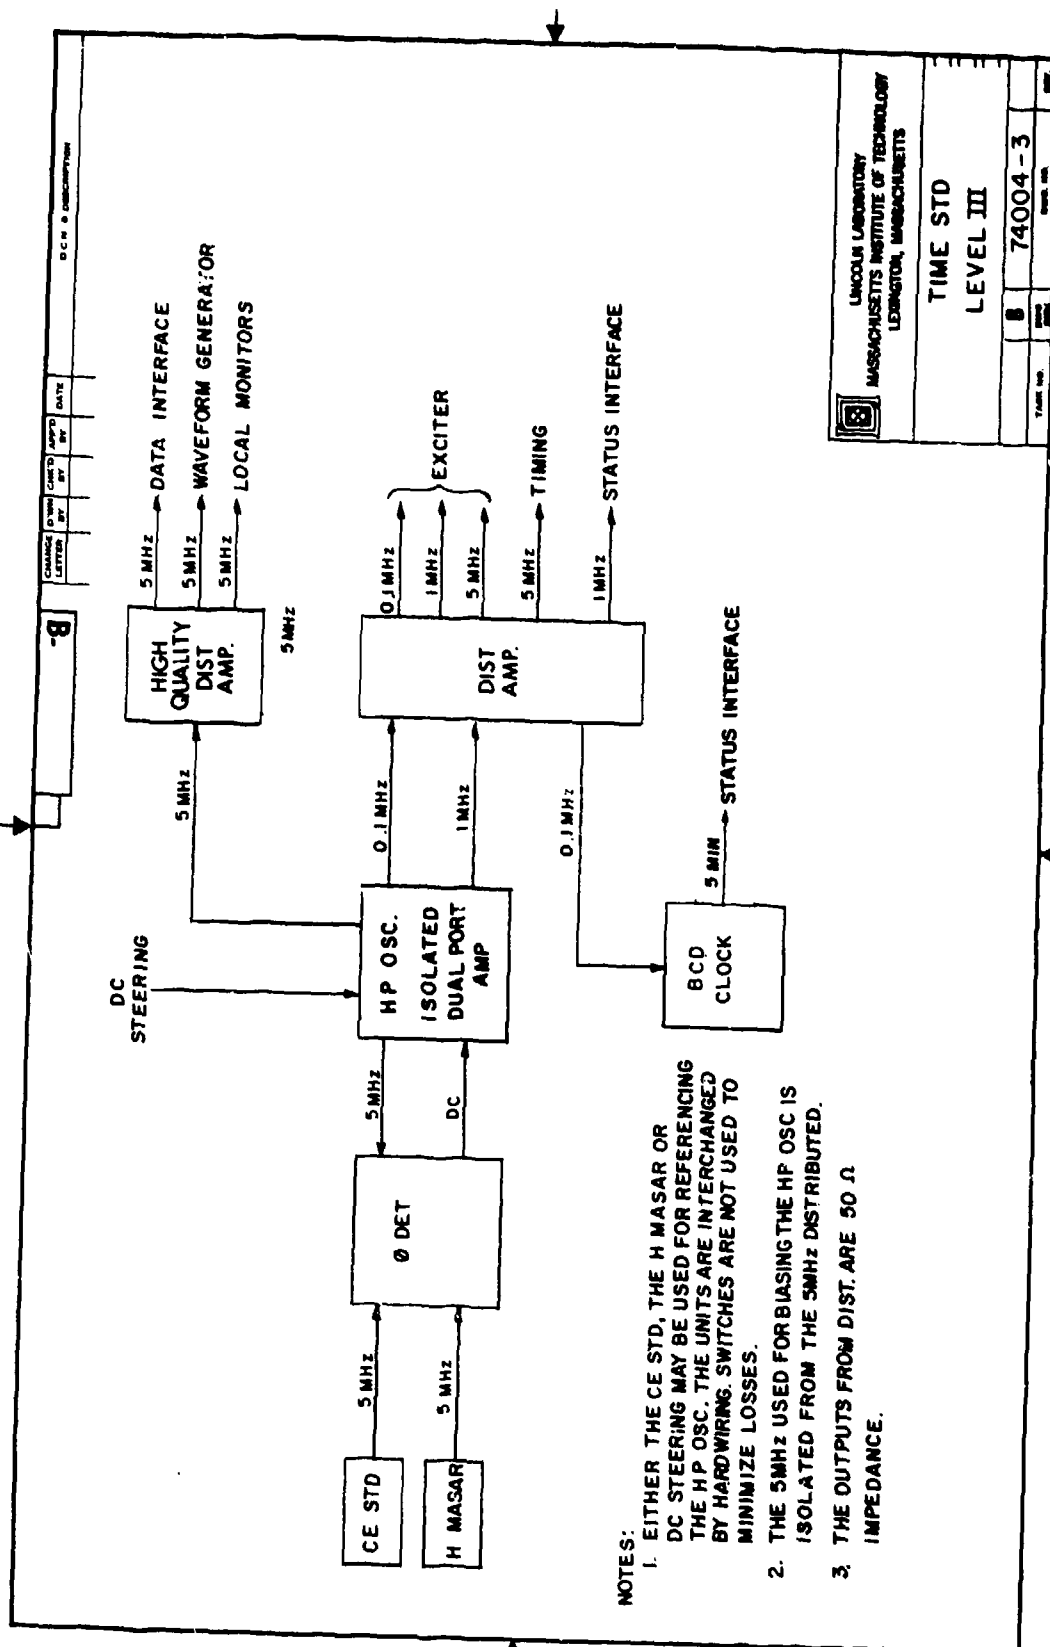 B-
CHANGE LETTER
D'WN BY
CHK'D BY
APP'D BY
DATE
DCN & DESCRIPTION
DC
STEERING
5 MHz
HIGH
QUALITY
DIST
AMP.
5 MHz
DATA INTERFACE
5 MHz
WAVEFORM GENERATOR
5 MHz
LOCAL MONITORS
5 MHz
CE STD
5 MHz
H MASAR
5 MHz
Ø DET
5 MHz
DC
HP OSC.
ISOLATED
DUAL PORT
AMP
0.1 MHz
1 MHz
DIST
AMP.
0.1 MHz
1 MHz
5 MHz
EXCITER
5 MHz
TIMING
1 MHz
STATUS INTERFACE
0.1 MHz
BCD
CLOCK
5 MIN
STATUS INTERFACE
NOTES:
1. EITHER THE CE STD, THE H MASAR OR
DC STEERING MAY BE USED FOR REFERENCING
THE HP OSC. THE UNITS ARE INTERCHANGED
BY HARDWIRING. SWITCHES ARE NOT USED TO
MINIMIZE LOSSES.
2. THE 5MHz USED FOR BIASING THE HP OSC IS
ISOLATED FROM THE 5MHz DISTRIBUTED.
3. THE OUTPUTS FROM DIST. ARE 50 Ω
IMPEDANCE.
LINCOLN LABORATORY
MASSACHUSETTS INSTITUTE OF TECHNOLOGY
LEXINGTON, MASSACHUSETTS
TIME STD
LEVEL III
TASK NO.
B
74004-3
DWG. NO.